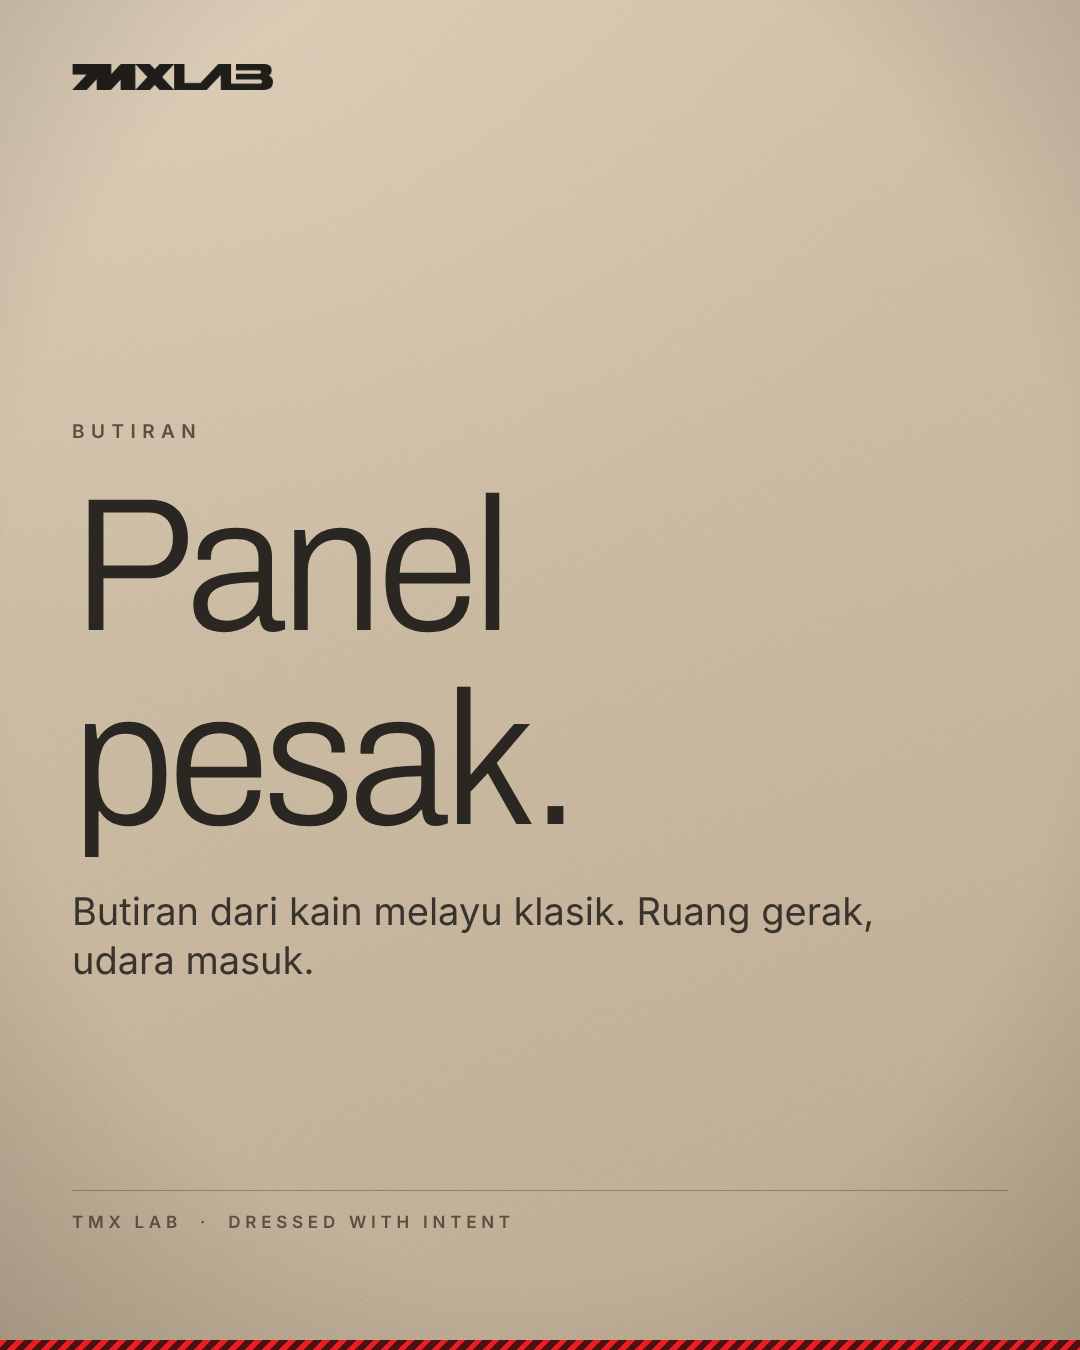 TMXLAB
BUTIRAN
Panel
pesak.
Butiran dari kain melayu klasik. Ruang gerak,
udara masuk.
TMX LAB · DRESSED WITH INTENT